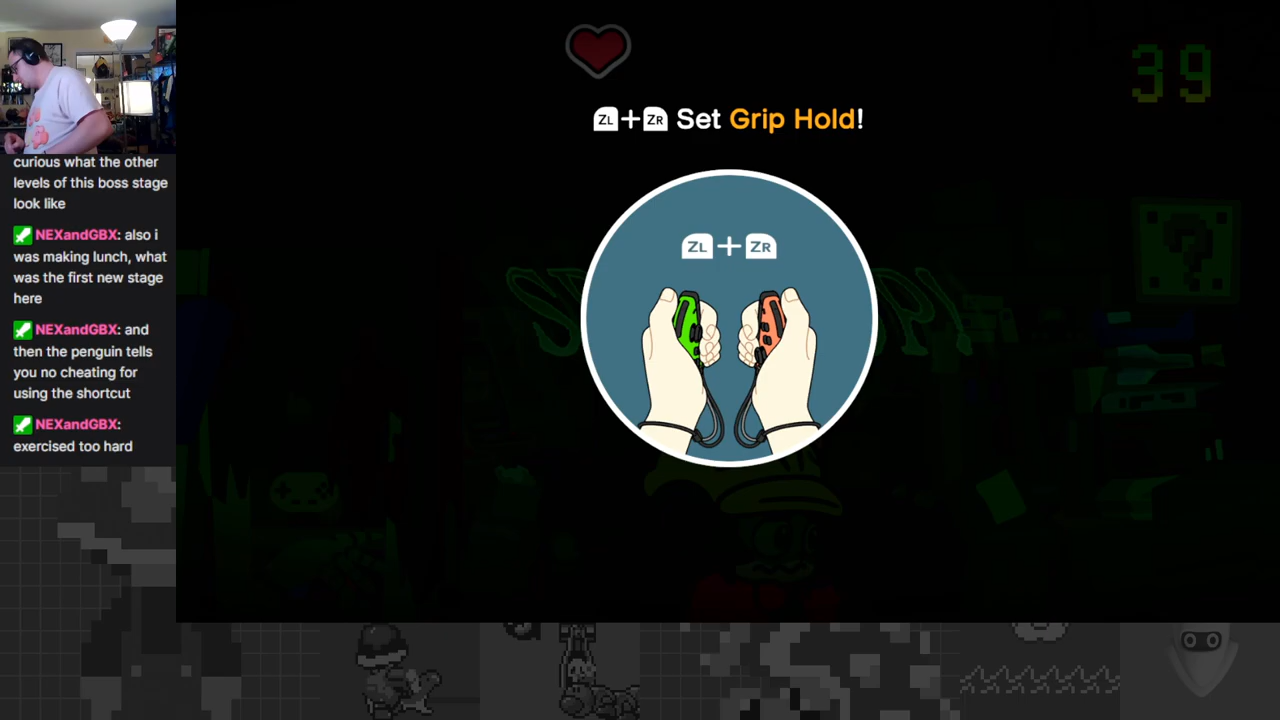 curious what the other
levels of this boss stage
look like
NEXandGBX: also i
was making lunch, what
was the first new stage
here
NEXandGBX: and
then the penguin tells
you no cheating for
using the shortcut
NEXandGBX:
exercised too hard
39
ZL+ZR Set Grip Hold!
ZL+ZR